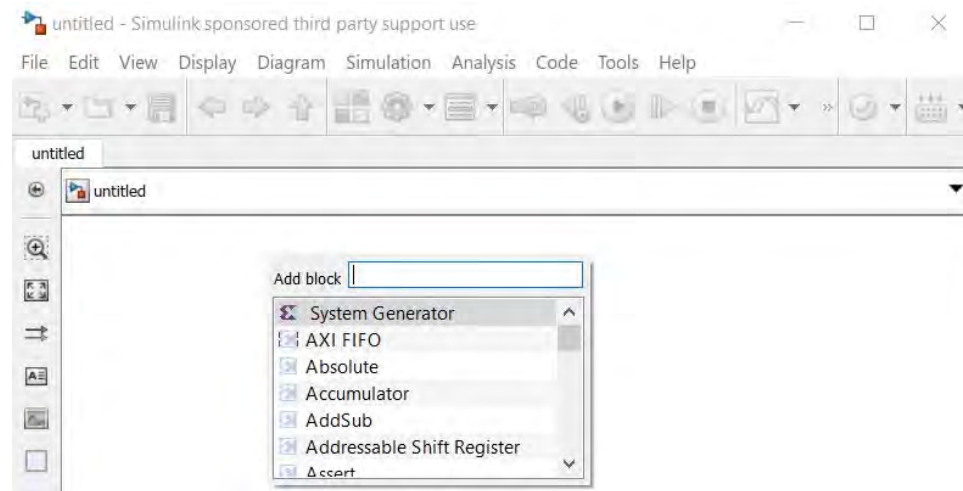 untitled - Simulink sponsored third party support use
File Edit View Display Diagram Simulation Analysis Code Tools Help
untitled
untitled
Add block
System Generator
AXI FIFO
Absolute
Accumulator
AddSub
Addressable Shift Register
Assert